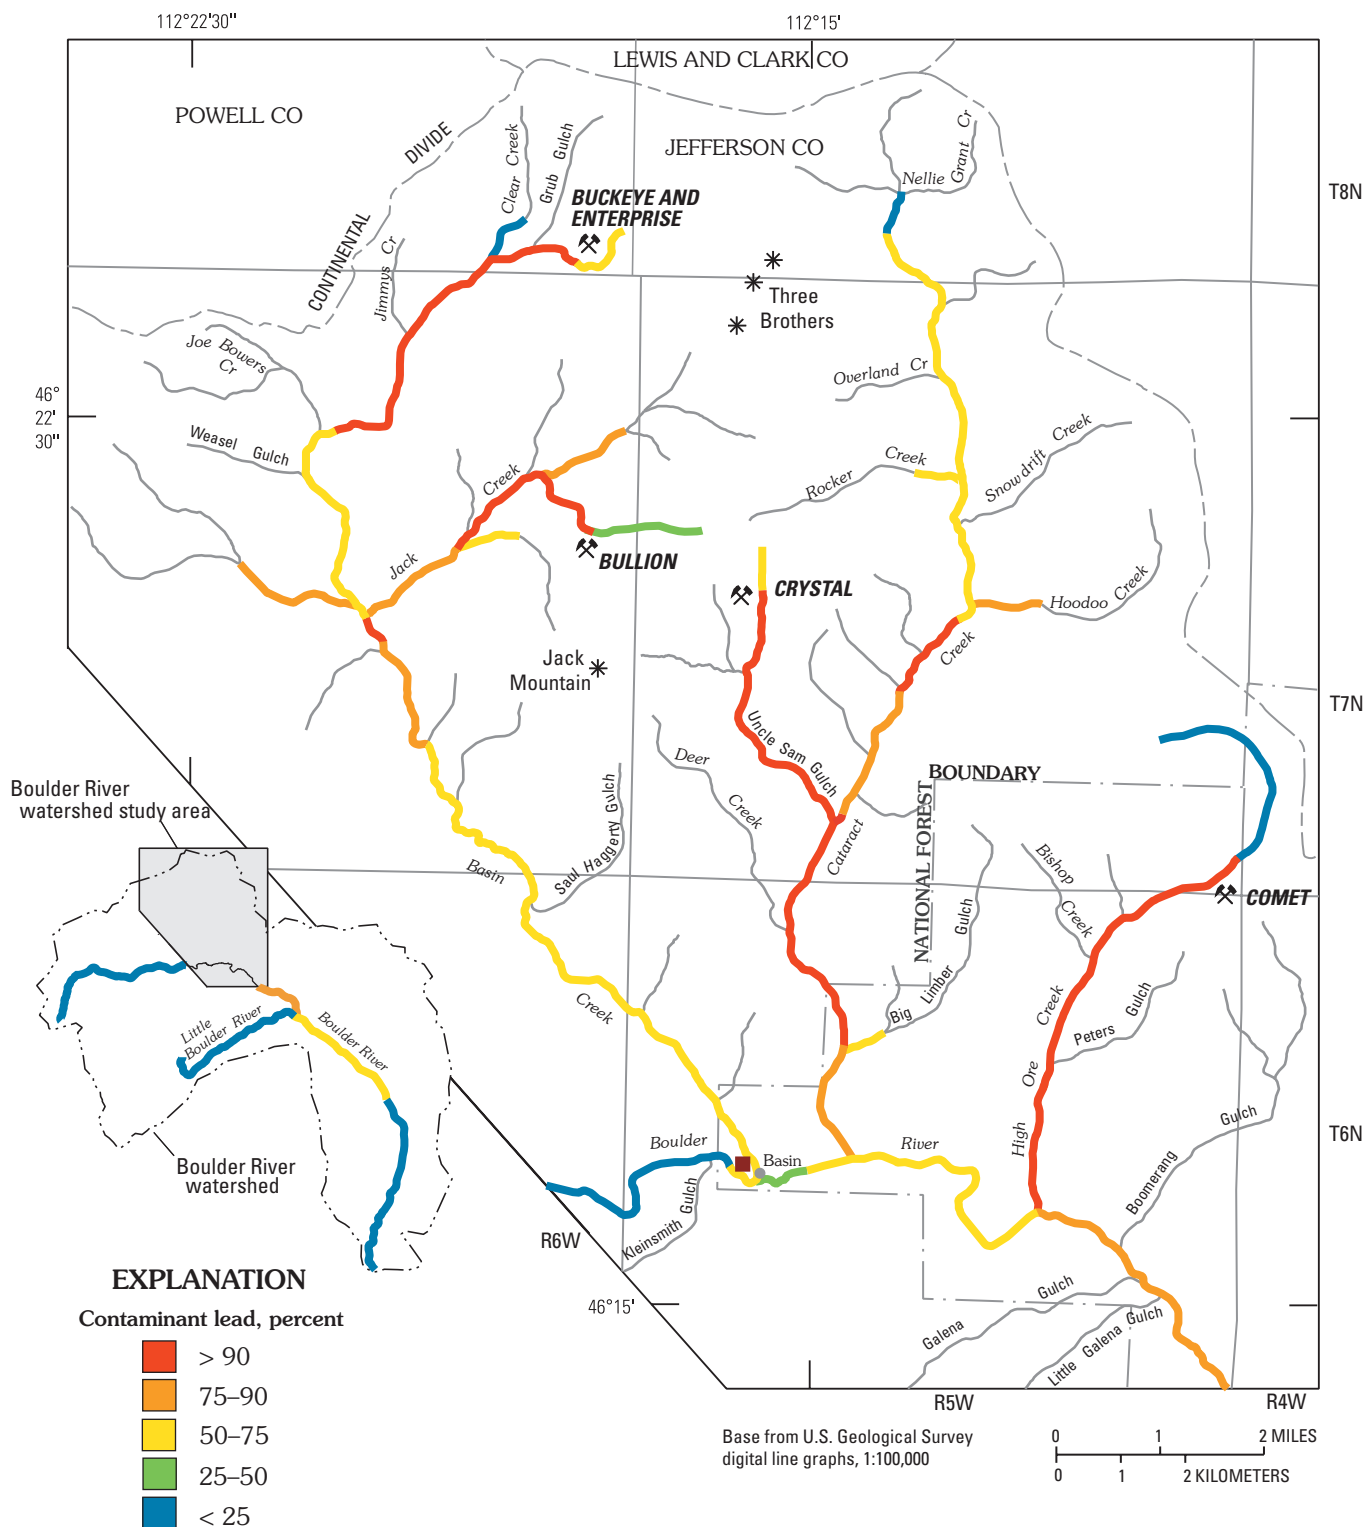 112°22'30"
112°15'
LEWIS AND CLARK CO
POWELL CO
JEFFERSON CO
CONTINENTAL
DIVIDE
Clear Creek
Grub Gulch
Nellie Grant Cr
T8N
BUCKEYE AND
ENTERPRISE
Jimmys Cr
Three
Brothers
Joe Bowers
Cr
Overland Cr
46°
22'
30"
Weasel Gulch
Rocker Creek
Snowdrift Creek
Jack Creek
BULLION
CRYSTAL
Hoodoo Creek
Creek
Jack
Mountain
T7N
Uncle Sam Gulch
Deer Creek
BOUNDARY
NATIONAL FOREST
Boulder River
watershed study area
Saul Haggerty Gulch
Cataract
Basin
Bishop Creek
COMET
Big Limber Gulch
Creek
Little
Boulder River
Boulder River
High Ore Creek
Peters Gulch
Boomerang Gulch
T6N
Boulder River
Basin
Boulder River
watershed
Kleinsmith Gulch
R6W
46°15'
Galena Gulch
Little Galena Gulch
R5W
R4W
EXPLANATION
Contaminant lead, percent
> 90
75–90
50–75
25–50
< 25
Base from U.S. Geological Survey
digital line graphs, 1:100,000
0 1 2 MILES
0 1 2 KILOMETERS